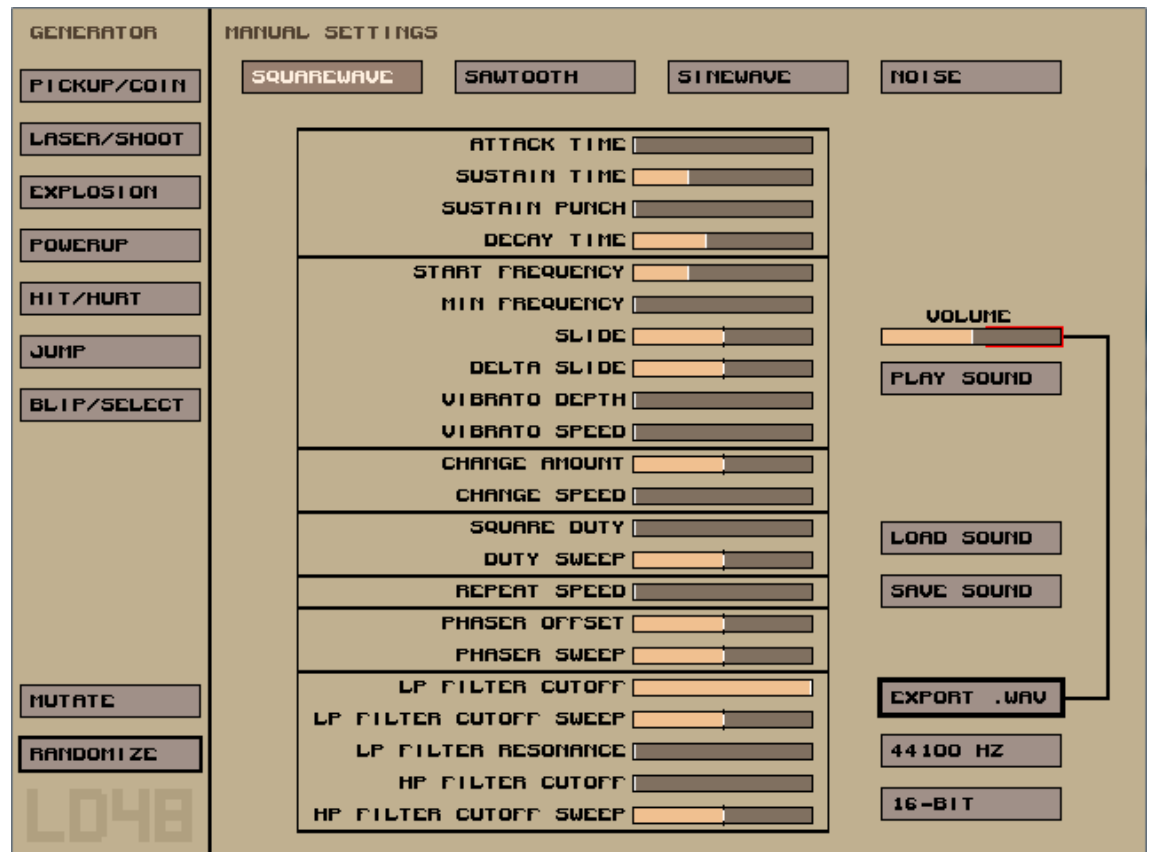 GENERATOR
PICKUP/COIN
LASER/SHOOT
EXPLOSION
POWERUP
HIT/HURT
JUMP
BLIP/SELECT
MUTATE
RANDOMIZE
LD48
MANUAL SETTINGS
SQUAREWAVE
SAWTOOTH
SINEWAVE
NOISE
ATTACK TIME
SUSTAIN TIME
SUSTAIN PUNCH
DECAY TIME
START FREQUENCY
MIN FREQUENCY
SLIDE
DELTA SLIDE
VIBRATO DEPTH
VIBRATO SPEED
CHANGE AMOUNT
CHANGE SPEED
SQUARE DUTY
DUTY SWEEP
REPEAT SPEED
PHASER OFFSET
PHASER SWEEP
LP FILTER CUTOFF
LP FILTER CUTOFF SWEEP
LP FILTER RESONANCE
HP FILTER CUTOFF
HP FILTER CUTOFF SWEEP
VOLUME
PLAY SOUND
LOAD SOUND
SAVE SOUND
EXPORT .WAV
44100 HZ
16-BIT